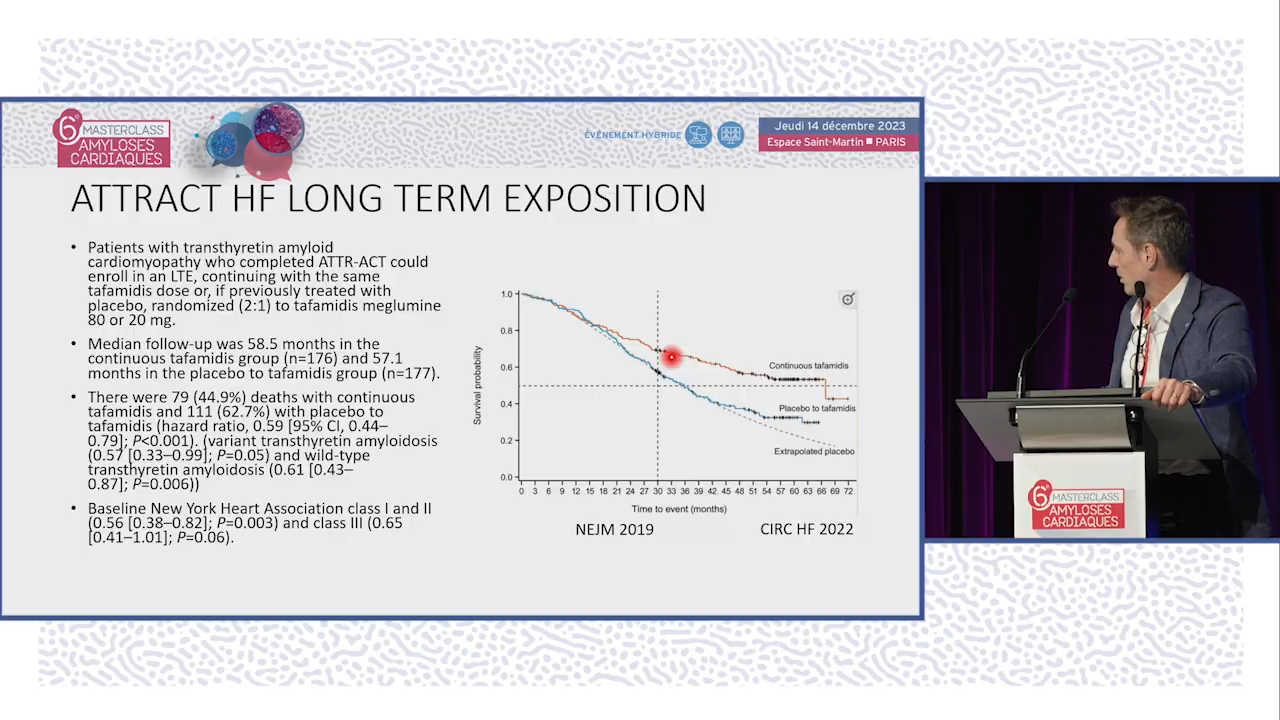 6e
MASTERCLASS
AMYLOSES
CARDIAQUES
ÉVÉNEMENT HYBRIDE
Jeudi 14 décembre 2023
Espace Saint-Martin ■ PARIS
ATTRACT HF LONG TERM EXPOSITION
• Patients with transthyretin amyloid
cardiomyopathy who completed ATTR-ACT could
enroll in an LTE, continuing with the same
tafamidis dose or, if previously treated with
placebo, randomized (2:1) to tafamidis meglumine
80 or 20 mg.
• Median follow-up was 58.5 months in the
continuous tafamidis group (n=176) and 57.1
months in the placebo to tafamidis group (n=177).
• There were 79 (44.9%) deaths with continuous
tafamidis and 111 (62.7%) with placebo to
tafamidis (hazard ratio, 0.59 [95% CI, 0.44–
0.79]; P<0.001). (variant transthyretin amyloidosis
(0.57 [0.33–0.99]; P=0.05) and wild-type
transthyretin amyloidosis (0.61 [0.43–
0.87]; P=0.006))
• Baseline New York Heart Association class I and II
(0.56 [0.38–0.82]; P=0.003) and class III (0.65
[0.41–1.01]; P=0.06).
Survival probability
1.0
0.8
0.6
0.4
0.2
0.0
Continuous tafamidis
Placebo to tafamidis
Extrapolated placebo
0 3 6 9 12 15 18 21 24 27 30 33 36 39 42 45 48 51 54 57 60 63 66 69 72
Time to event (months)
NEJM 2019
CIRC HF 2022
6e
MASTERCLASS
AMYLOSES
CARDIAQUES